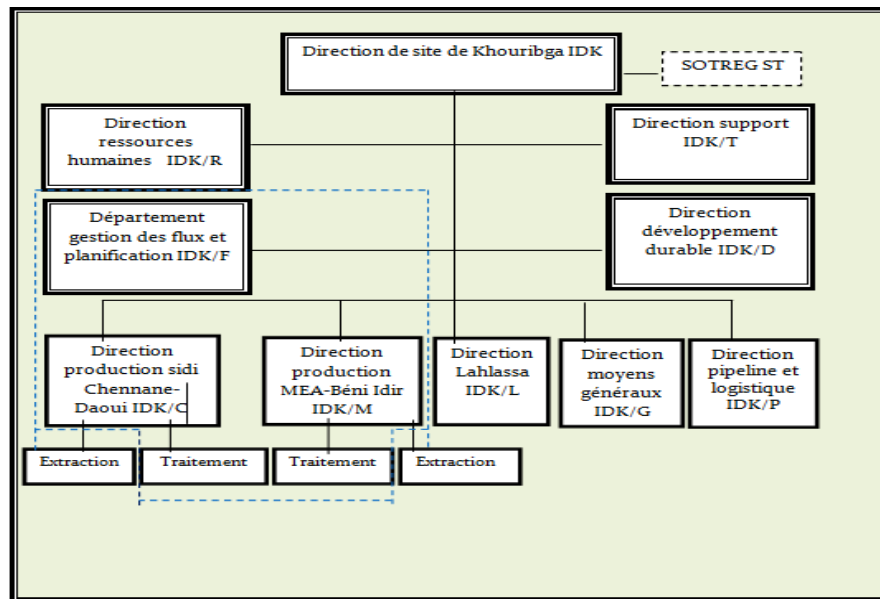 Direction de site de Khouribga IDK
SOTREG ST
Direction
ressources
humaines IDK/R
Direction support
IDK/T
Département
gestion des flux et
planification IDK/F
Direction
développement
durable IDK/D
Direction
production sidi
Chennane-
Daoui IDK/C
Direction
production
MEA-Béni Idir
IDK/M
Direction
Lahlassa
IDK/L
Direction
moyens
généraux
IDK/G
Direction
pipeline et
logistique
IDK/P
Extraction
Traitement
Traitement
Extraction